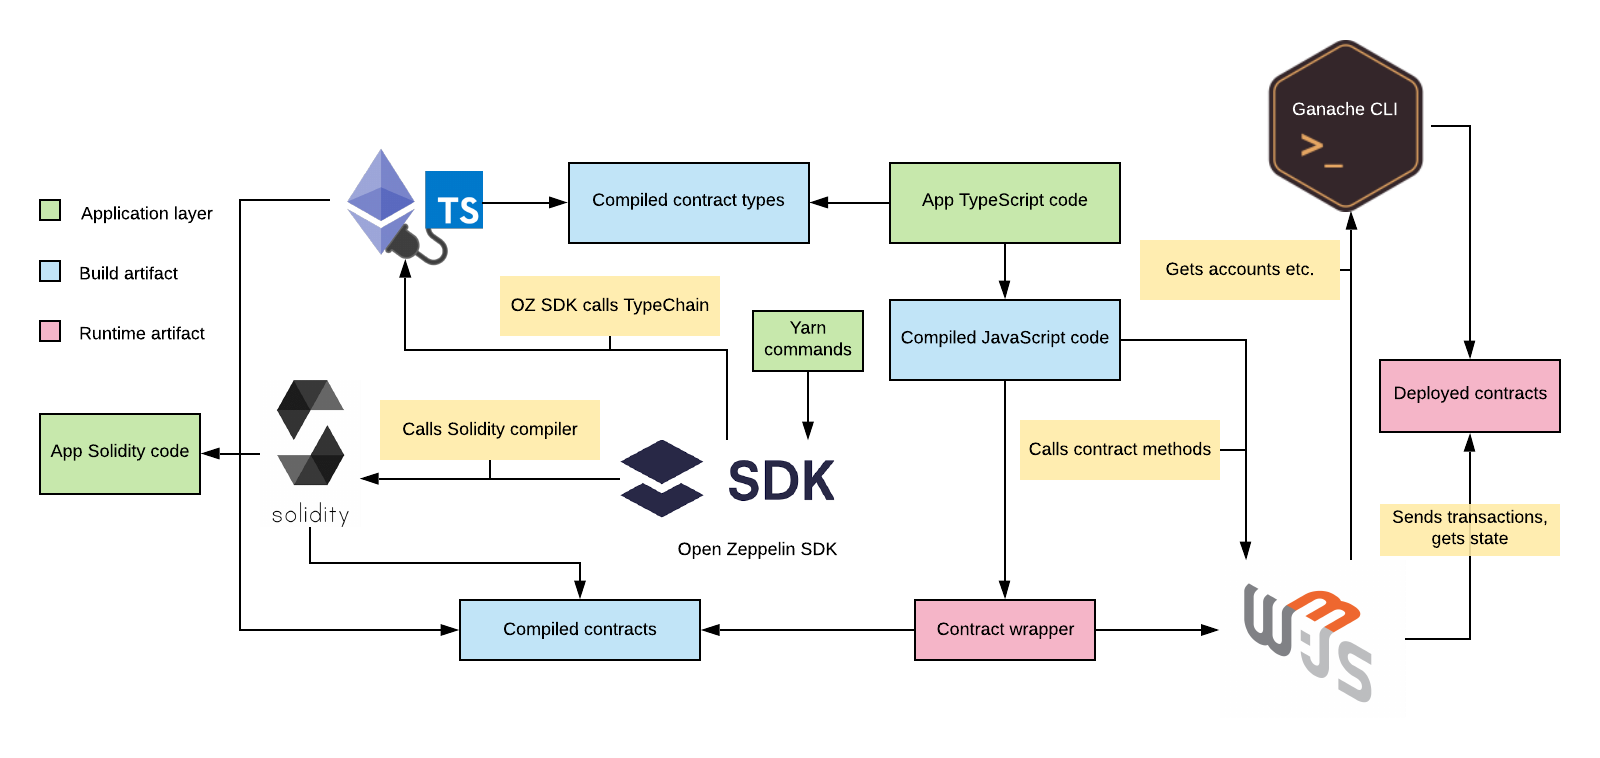 Ganache CLI
>_
TS
Compiled contract types
App TypeScript code
Application layer
Build artifact
Runtime artifact
Gets accounts etc.
OZ SDK calls TypeChain
Yarn
commands
Compiled JavaScript code
Deployed contracts
App Solidity code
Calls Solidity compiler
Calls contract methods
SDK
solidity
Open Zeppelin SDK
Sends transactions,
gets state
Compiled contracts
Contract wrapper
W3JS